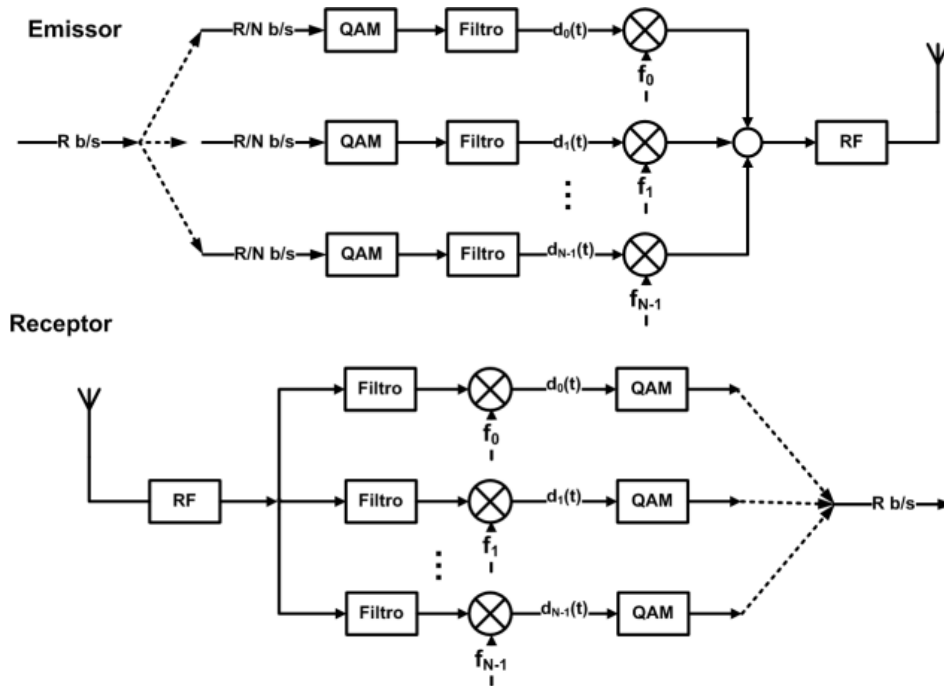 Emissor
R/N b/s QAM Filtro d₀(t)
f₀
R b/s R/N b/s QAM Filtro d₁(t) RF
f₁
R/N b/s QAM Filtro dN-1(t)
fN-1
Receptor
Filtro d₀(t) QAM
f₀
RF Filtro d₁(t) QAM R b/s
f₁
Filtro dN-1(t) QAM
fN-1